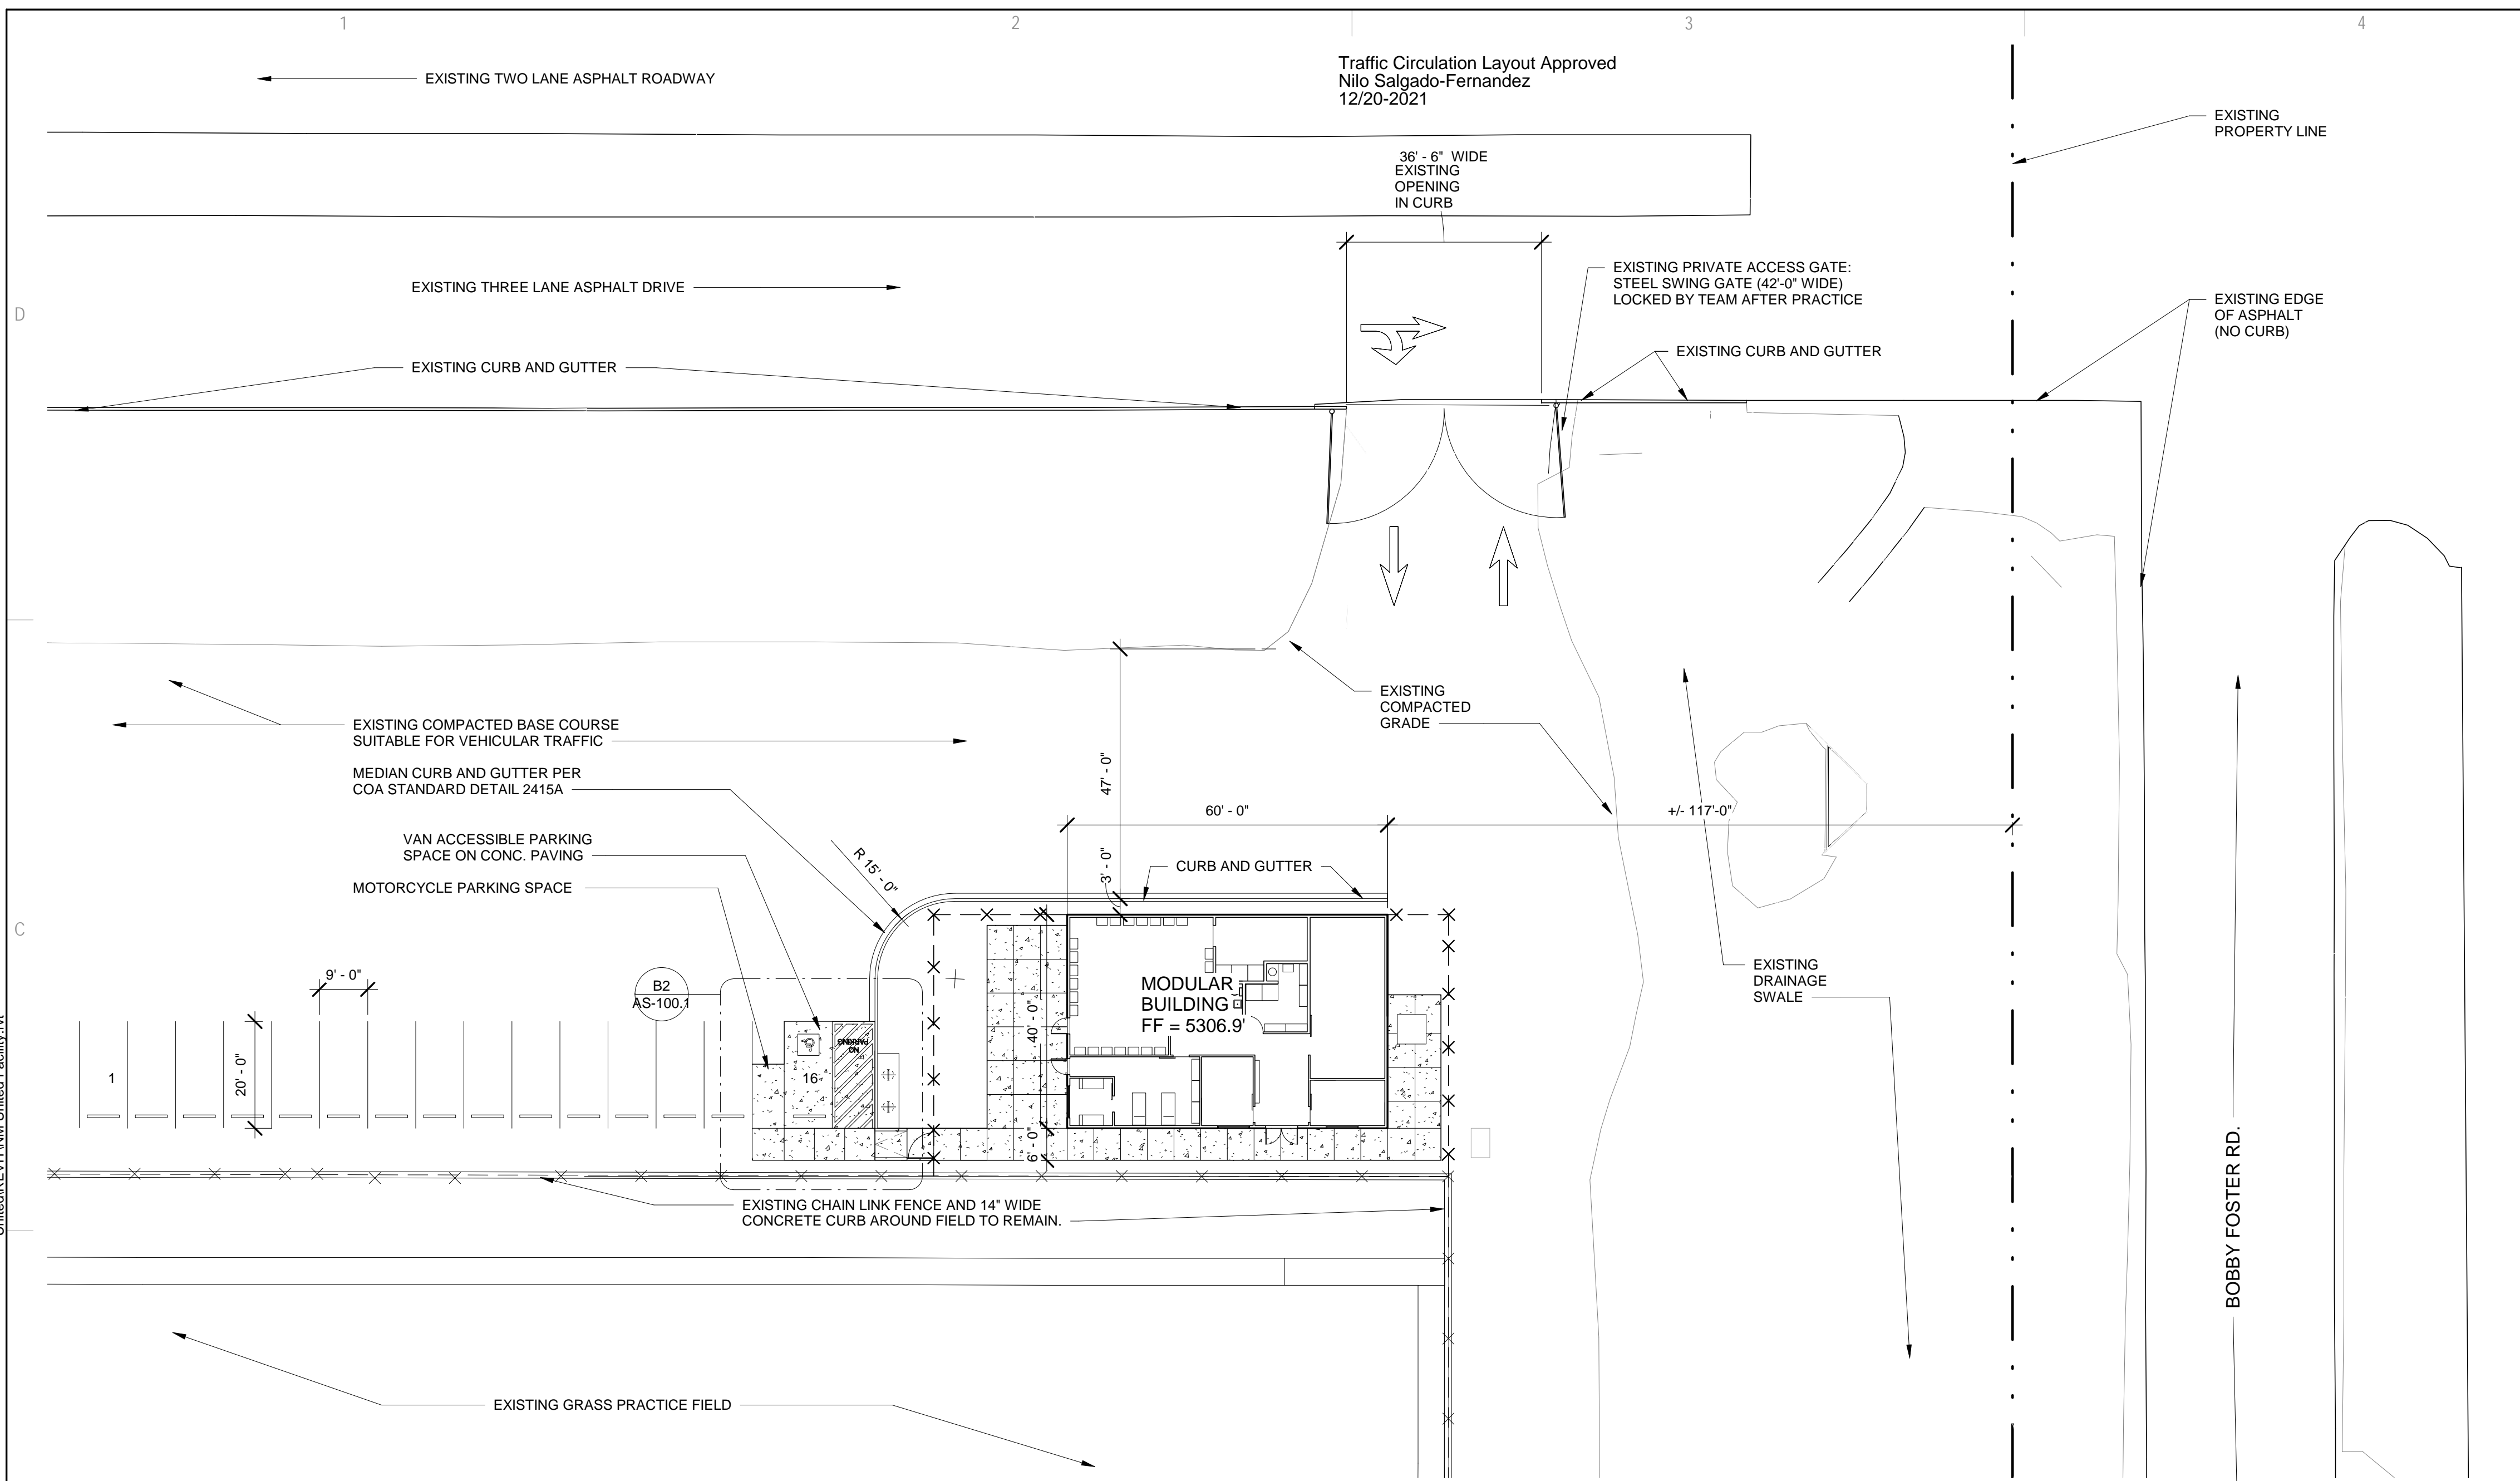 1
2
3
4
EXISTING TWO LANE ASPHALT ROADWAY
Traffic Circulation Layout Approved
Nilo Salgado-Fernandez
12/20-2021
EXISTING
PROPERTY LINE
36' - 6" WIDE
EXISTING
OPENING
IN CURB
EXISTING THREE LANE ASPHALT DRIVE
EXISTING PRIVATE ACCESS GATE:
STEEL SWING GATE (42'-0" WIDE)
LOCKED BY TEAM AFTER PRACTICE
EXISTING EDGE
OF ASPHALT
(NO CURB)
D
EXISTING CURB AND GUTTER
EXISTING CURB AND GUTTER
EXISTING
COMPACTED
GRADE
EXISTING COMPACTED BASE COURSE
SUITABLE FOR VEHICULAR TRAFFIC
MEDIAN CURB AND GUTTER PER
COA STANDARD DETAIL 2415A
47' - 0"
60' - 0"
+/- 117'-0"
VAN ACCESSIBLE PARKING
SPACE ON CONC. PAVING
R 15' - 0"
3' - 0"
CURB AND GUTTER
MOTORCYCLE PARKING SPACE
C
9' - 0"
B2
AS-100.1
MODULAR
BUILDING
FF = 5306.9'
EXISTING
DRAINAGE
SWALE
40' - 0"
NO
PARKING
1
20' - 0"
16
6' - 0"
BOBBY FOSTER RD.
EXISTING CHAIN LINK FENCE AND 14" WIDE
CONCRETE CURB AROUND FIELD TO REMAIN.
EXISTING GRASS PRACTICE FIELD